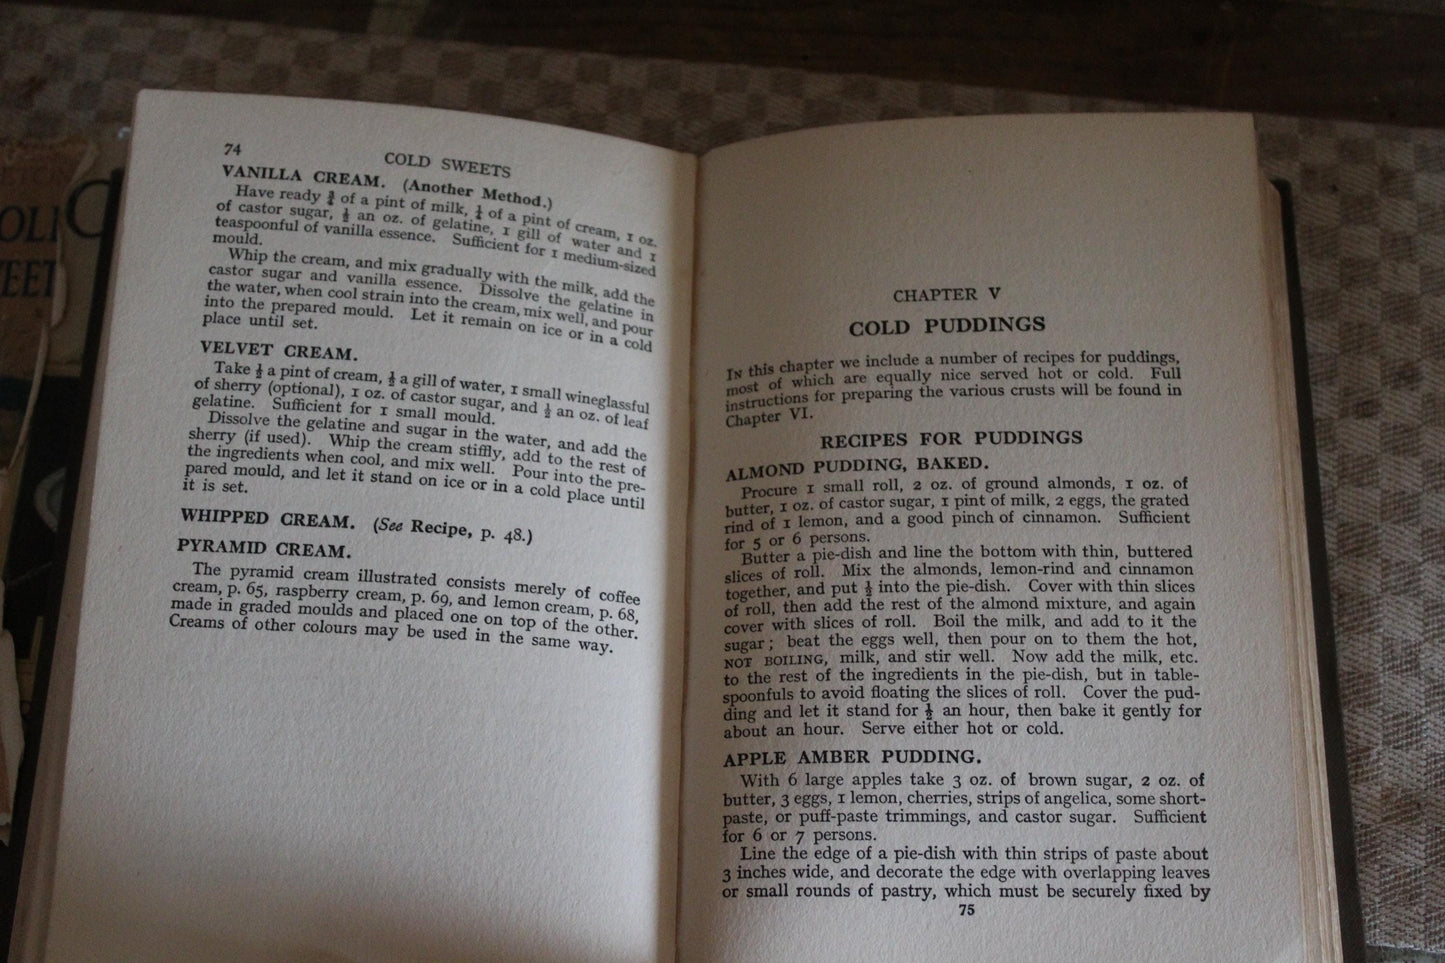 OLD
WEET
74
COLD SWEETS
VANILLA CREAM. (Another Method.)
Have ready ¾ of a pint of milk, ¼ of a pint of cream, 1 oz.
of castor sugar, ½ an oz. of gelatine, 1 gill of water and 1
teaspoonful of vanilla essence. Sufficient for 1 medium-sized
mould.
Whip the cream, and mix gradually with the milk, add the
castor sugar and vanilla essence. Dissolve the gelatine in
the water, when cool strain into the cream, mix well, and pour
into the prepared mould. Let it remain on ice or in a cold
place until set.
VELVET CREAM.
Take ½ a pint of cream, ½ a gill of water, 1 small wineglassful
of sherry (optional), 1 oz. of castor sugar, and ½ an oz. of leaf
gelatine. Sufficient for 1 small mould.
Dissolve the gelatine and sugar in the water, and add the
sherry (if used). Whip the cream stiffly, add to the rest of
the ingredients when cool, and mix well. Pour into the pre-
pared mould, and let it stand on ice or in a cold place until
it is set.
WHIPPED CREAM. (See Recipe, p. 48.)
PYRAMID CREAM.
The pyramid cream illustrated consists merely of coffee
cream, p. 65, raspberry cream, p. 69, and lemon cream, p. 68,
made in graded moulds and placed one on top of the other.
Creams of other colours may be used in the same way.
CHAPTER V
COLD PUDDINGS
IN this chapter we include a number of recipes for puddings,
most of which are equally nice served hot or cold. Full
instructions for preparing the various crusts will be found in
Chapter VI.
RECIPES FOR PUDDINGS
ALMOND PUDDING, BAKED.
Procure 1 small roll, 2 oz. of ground almonds, 1 oz. of
butter, 1 oz. of castor sugar, 1 pint of milk, 2 eggs, the grated
rind of 1 lemon, and a good pinch of cinnamon. Sufficient
for 5 or 6 persons.
Butter a pie-dish and line the bottom with thin, buttered
slices of roll. Mix the almonds, lemon-rind and cinnamon
together, and put ½ into the pie-dish. Cover with thin slices
of roll, then add the rest of the almond mixture, and again
cover with slices of roll. Boil the milk, and add to it the
sugar; beat the eggs well, then pour on to them the hot,
NOT BOILING, milk, and stir well. Now add the milk, etc.
to the rest of the ingredients in the pie-dish, but in table-
spoonfuls to avoid floating the slices of roll. Cover the pud-
ding and let it stand for ½ an hour, then bake it gently for
about an hour. Serve either hot or cold.
APPLE AMBER PUDDING.
With 6 large apples take 3 oz. of brown sugar, 2 oz. of
butter, 3 eggs, 1 lemon, cherries, strips of angelica, some short-
paste, or puff-paste trimmings, and castor sugar. Sufficient
for 6 or 7 persons.
Line the edge of a pie-dish with thin strips of paste about
3 inches wide, and decorate the edge with overlapping leaves
or small rounds of pastry, which must be securely fixed by
75